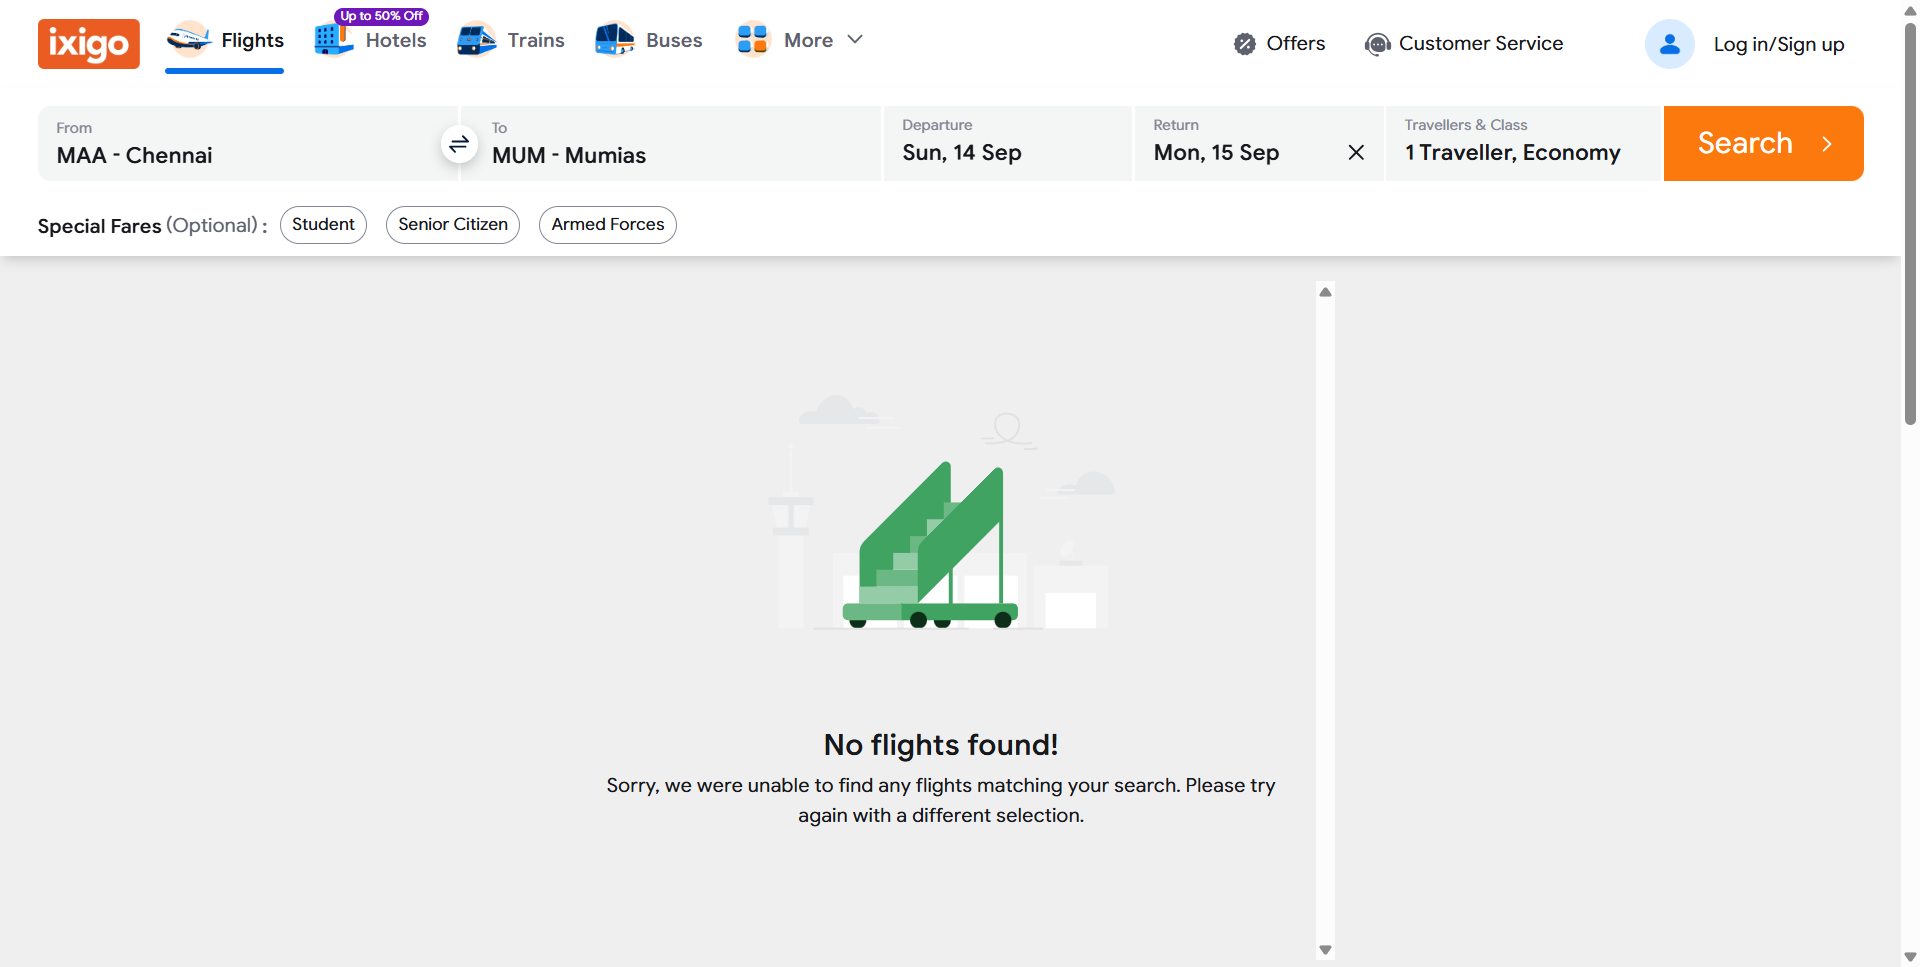 ixigo
Flights
Up to 50% Off
Hotels
Trains
Buses
More
Offers
Customer Service
Log in/Sign up
From
MAA - Chennai
To
MUM - Mumias
Departure
Sun, 14 Sep
Return
Mon, 15 Sep
Travellers & Class
1 Traveller, Economy
Search
Special Fares (Optional) :
Student
Senior Citizen
Armed Forces
No flights found!
Sorry, we were unable to find any flights matching your search. Please try
again with a different selection.